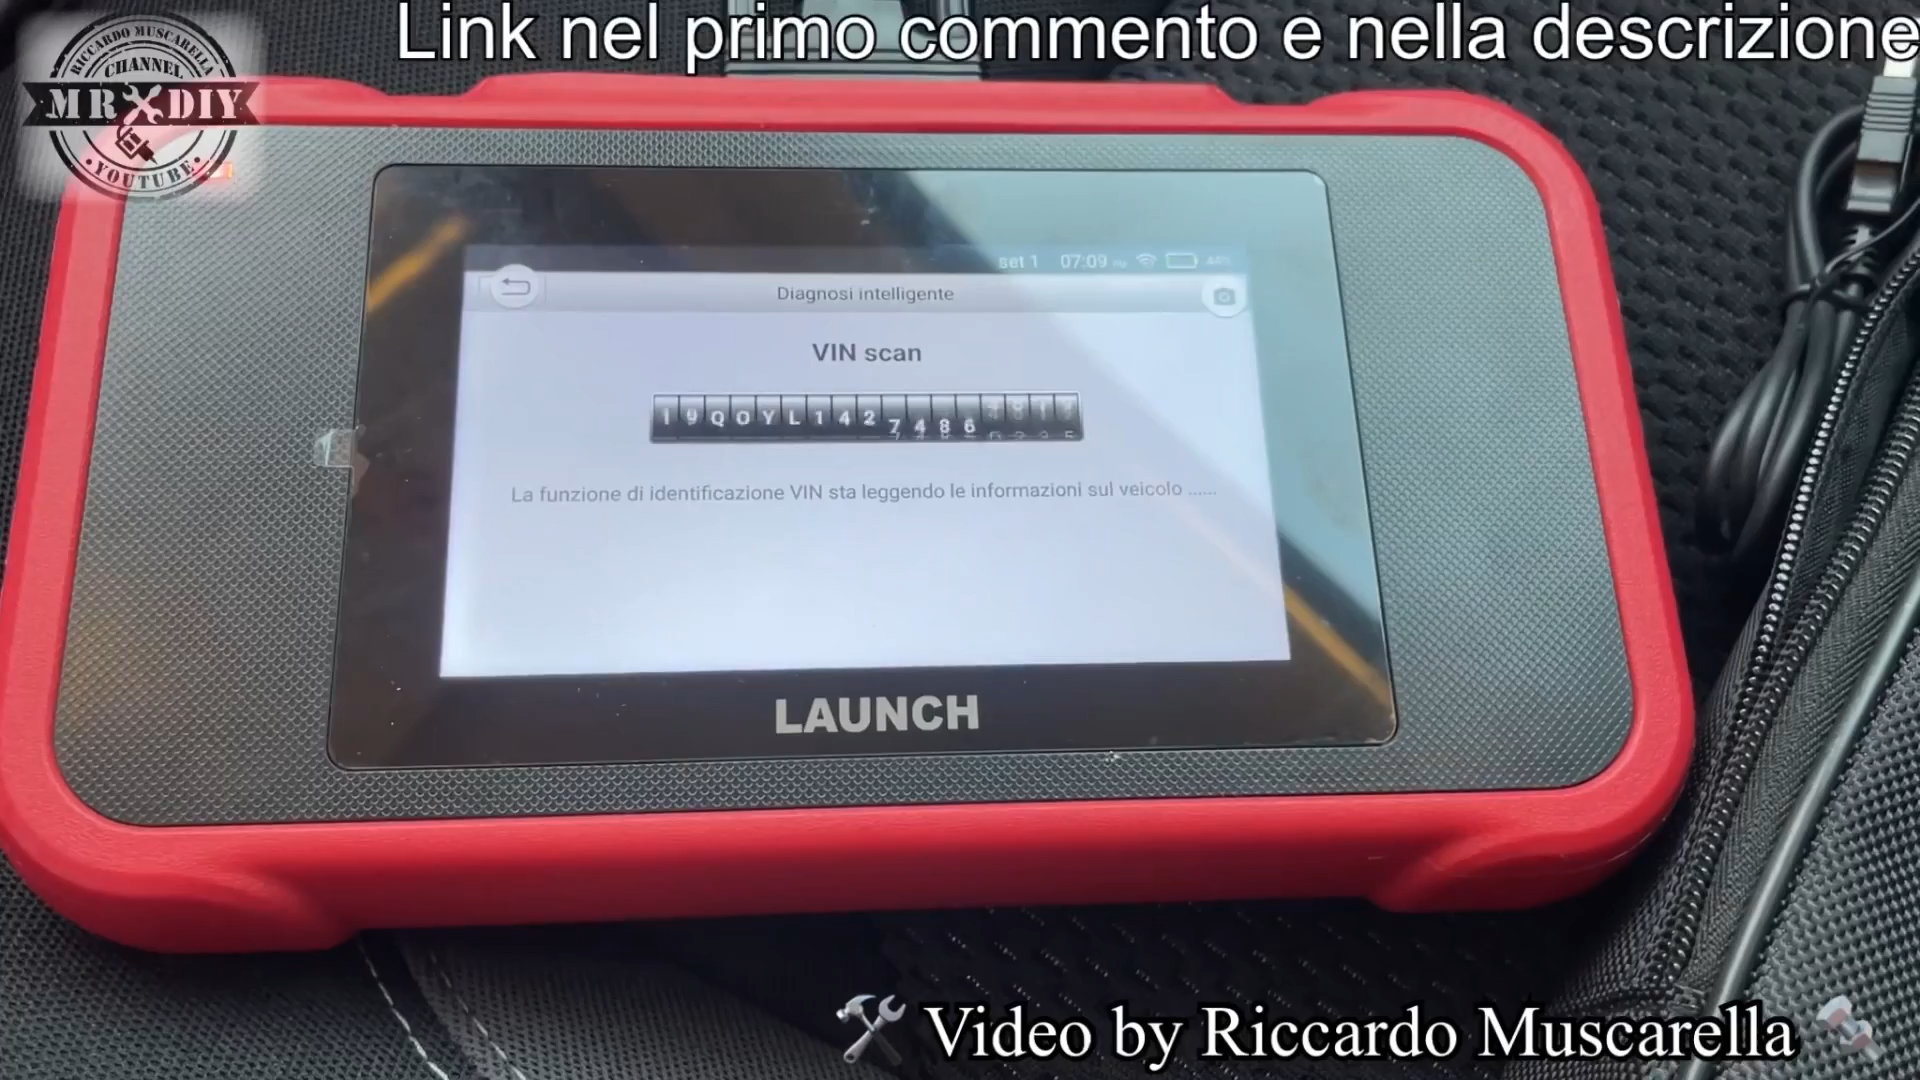 Link nel primo commento e nella descrizione
RICCARDO MUSCARELLA
CHANNEL
MR DIY
YOUTUBE
set 1 07:09
Diagnosi intelligente
VIN scan
19QOYL1427486
La funzione di identificazione VIN sta leggendo le informazioni sul veicolo ......
LAUNCH
Video by Riccardo Muscarella